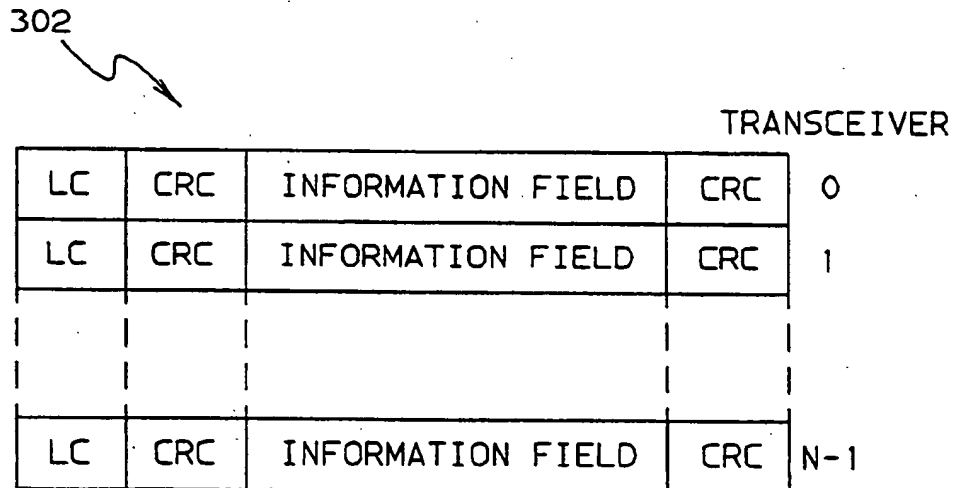 302
TRANSCEIVER
LC CRC INFORMATION FIELD CRC 0
LC CRC INFORMATION FIELD CRC 1
LC CRC INFORMATION FIELD CRC N-1